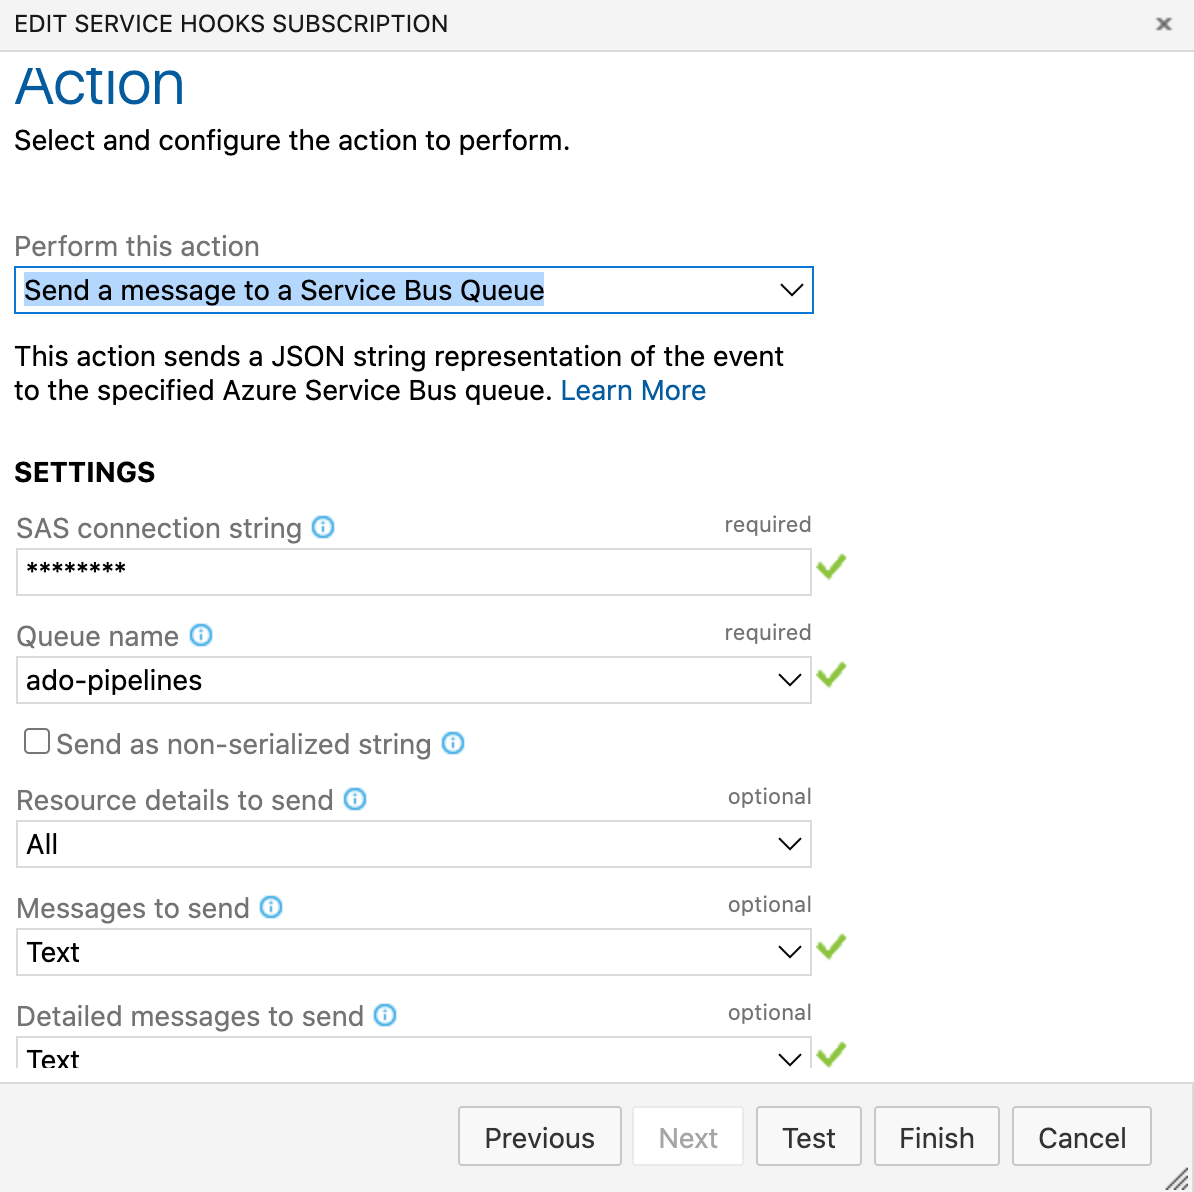 EDIT SERVICE HOOKS SUBSCRIPTION
Action
Select and configure the action to perform.
Perform this action
Send a message to a Service Bus Queue
This action sends a JSON string representation of the event
to the specified Azure Service Bus queue. Learn More
SETTINGS
SAS connection string required
********
Queue name required
ado-pipelines
Send as non-serialized string
Resource details to send optional
All
Messages to send optional
Text
Detailed messages to send optional
Text
Previous Next Test Finish Cancel